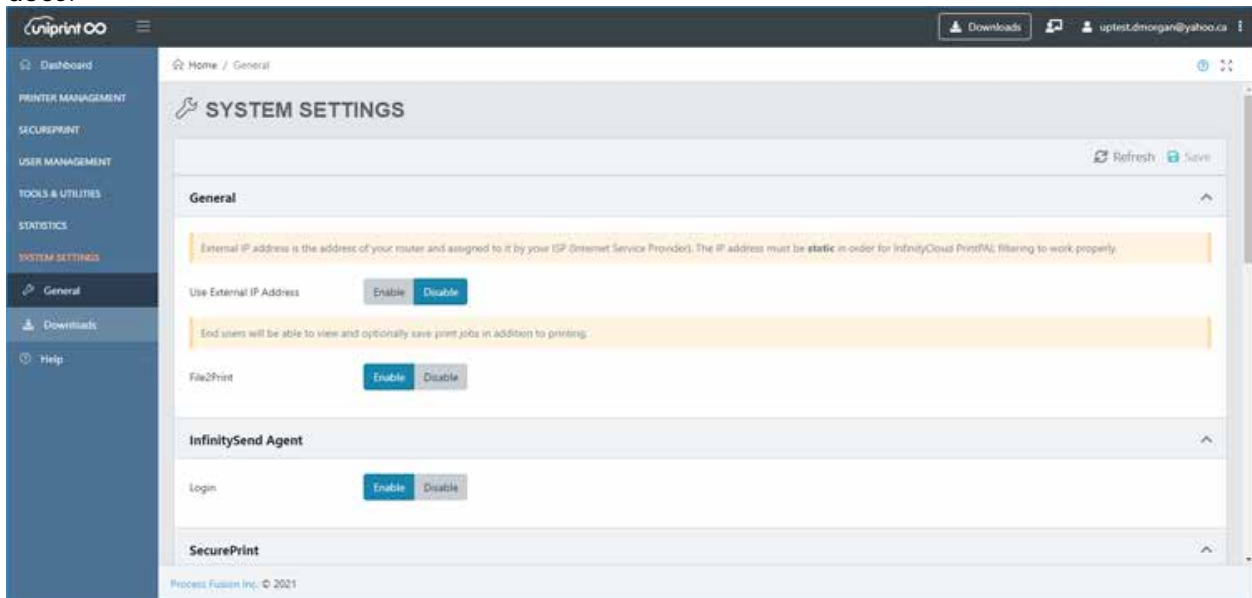 uniprint
Downloads
uptest.dmorgan@yahoo.ca
Dashboard
Home / General
PRINTER MANAGEMENT
SYSTEM SETTINGS
SECUREPRINT
USER MANAGEMENT
Refresh Save
TOOLS & UTILITIES
General
STATISTICS
External IP address is the address of your router and assigned to it by your ISP (Internet Service Provider). The IP address must be static in order for InfinityCloud PrintPAL filtering to work properly.
SYSTEM SETTINGS
General
Use External IP Address Enable Disable
Downloads
End users will be able to view and optionally save print jobs in addition to printing.
Help
File2Print Enable Disable
InfinitySend Agent
Login Enable Disable
SecurePrint
Process Fusion Inc. © 2021